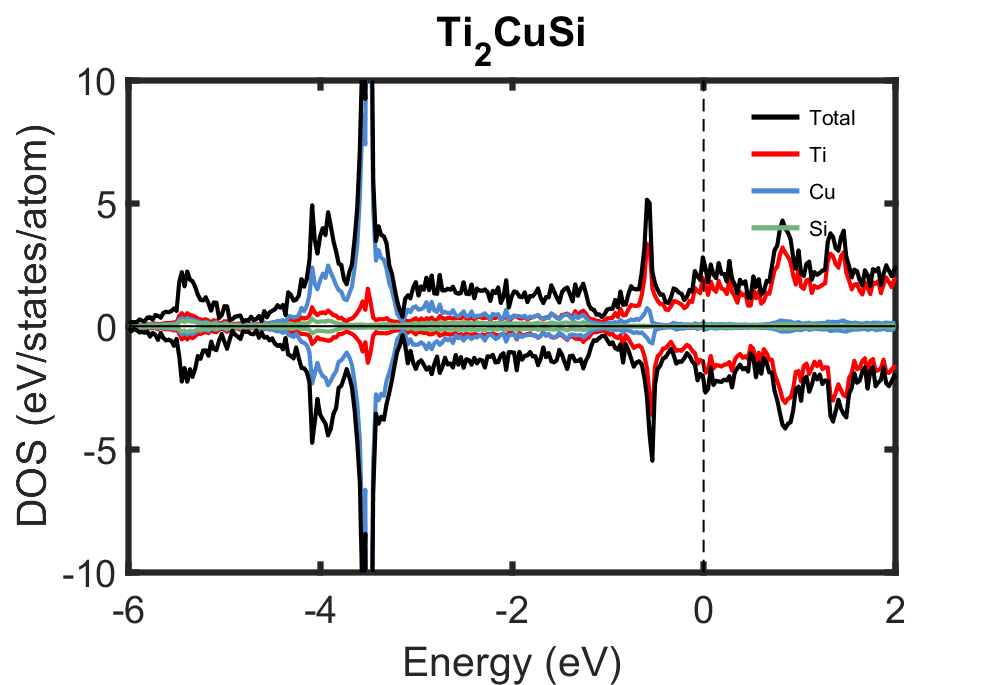 Ti₂CuSi
DOS (eV/states/atom)
10
5
0
-5
-10
Total
Ti
Cu
Si
-6 -4 -2 0 2
Energy (eV)